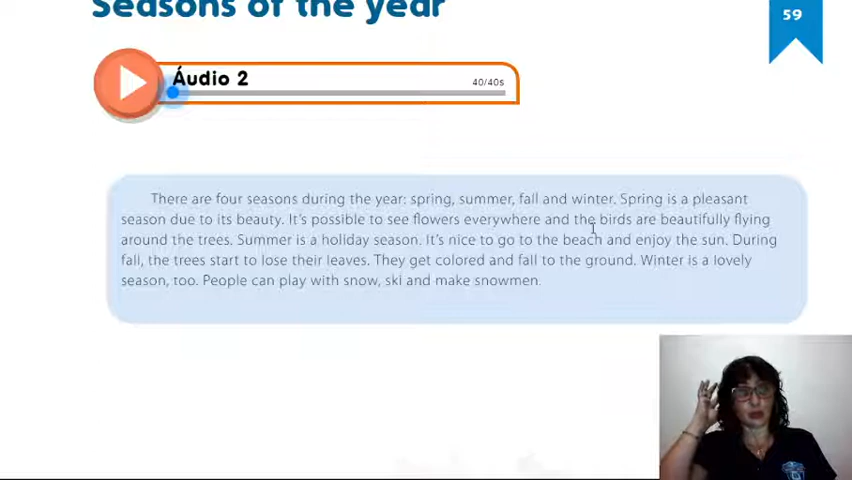 Seasons of the year
59
Áudio 2
40/40s
There are four seasons during the year: spring, summer, fall and winter. Spring is a pleasant
season due to its beauty. It's possible to see flowers everywhere and the birds are beautifully flying
around the trees. Summer is a holiday season. It's nice to go to the beach and enjoy the sun. During
fall, the trees start to lose their leaves. They get colored and fall to the ground. Winter is a lovely
season, too. People can play with snow, ski and make snowmen.